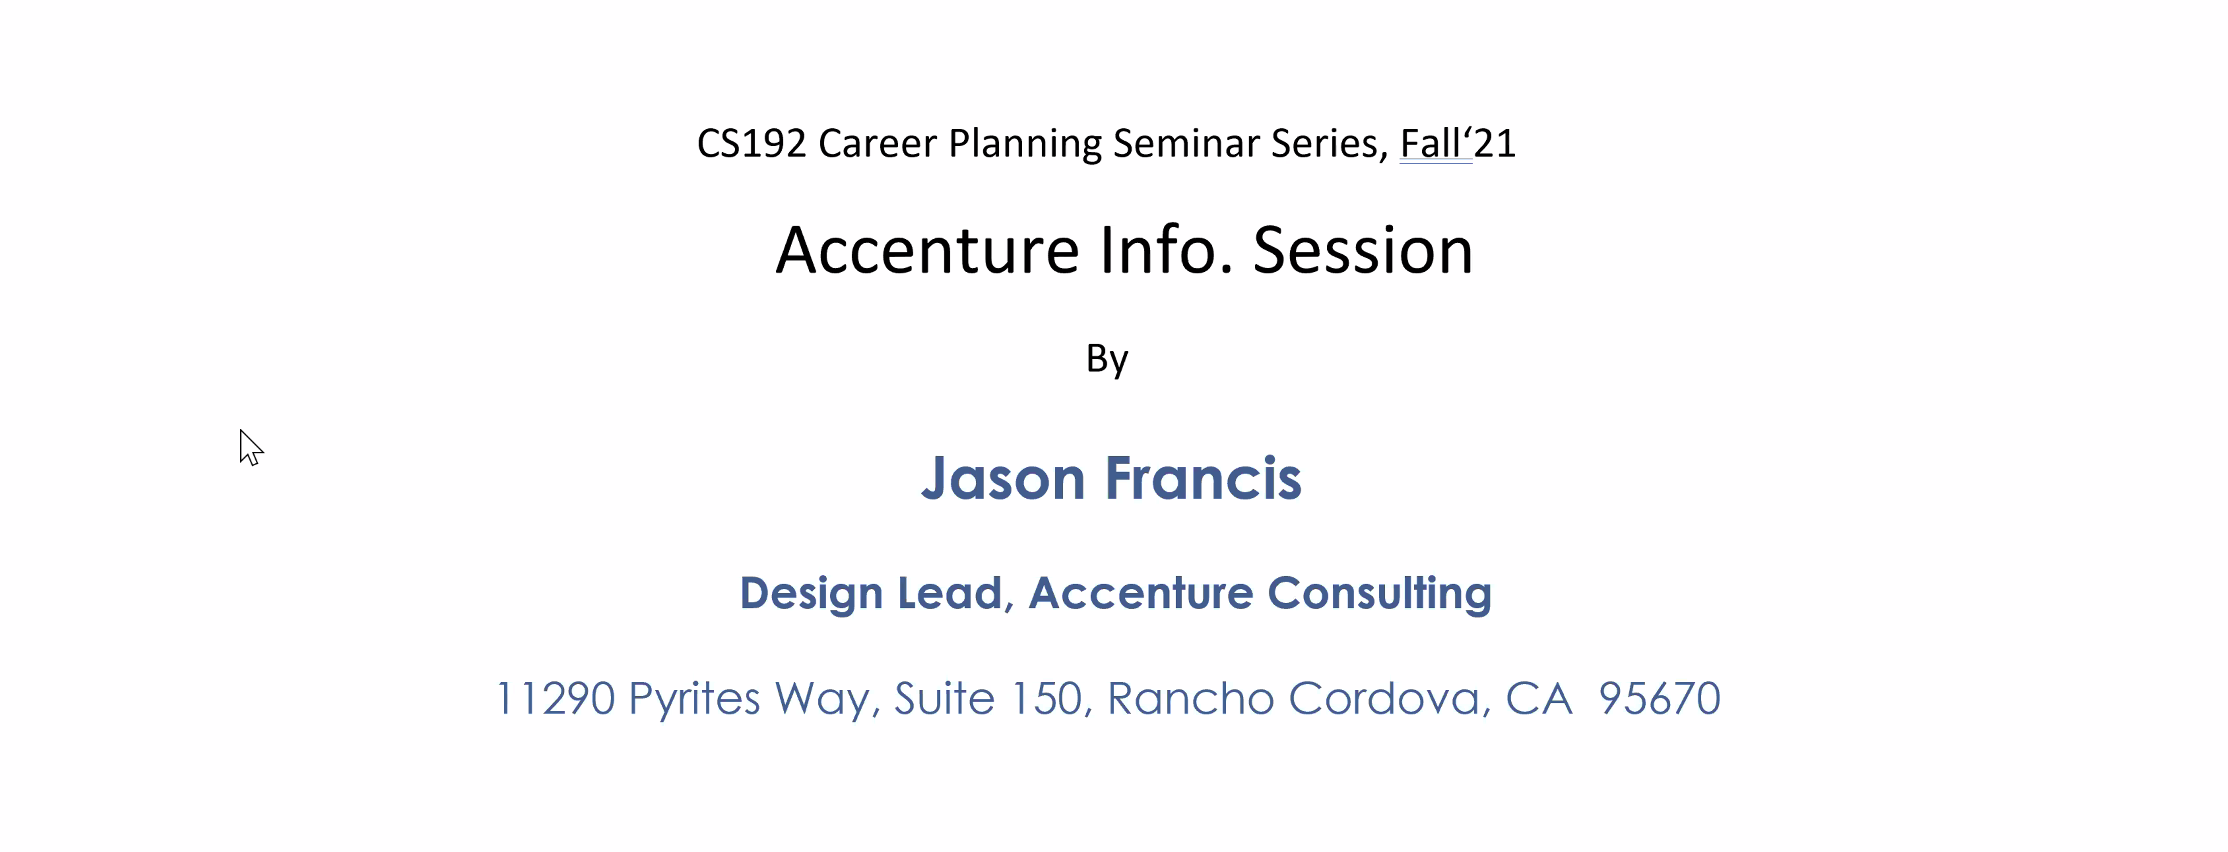 CS192 Career Planning Seminar Series, Fall‘21
Accenture Info. Session
By
Jason Francis
Design Lead, Accenture Consulting
11290 Pyrites Way, Suite 150, Rancho Cordova, CA  95670